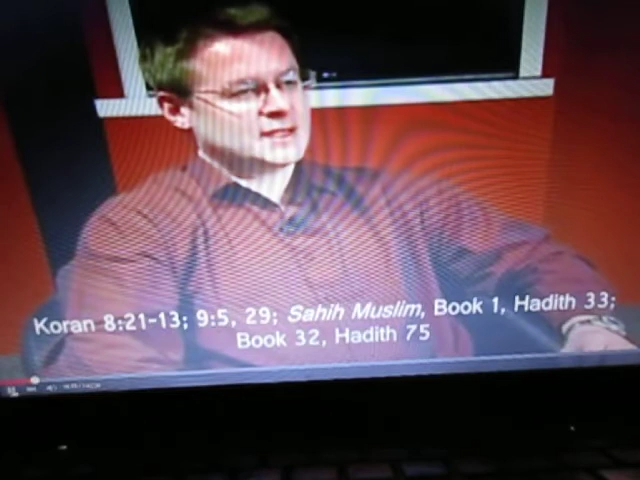 Koran 8:21-13; 9:5, 29; Sahih Muslim, Book 1, Hadith 33;
Book 32, Hadith 75